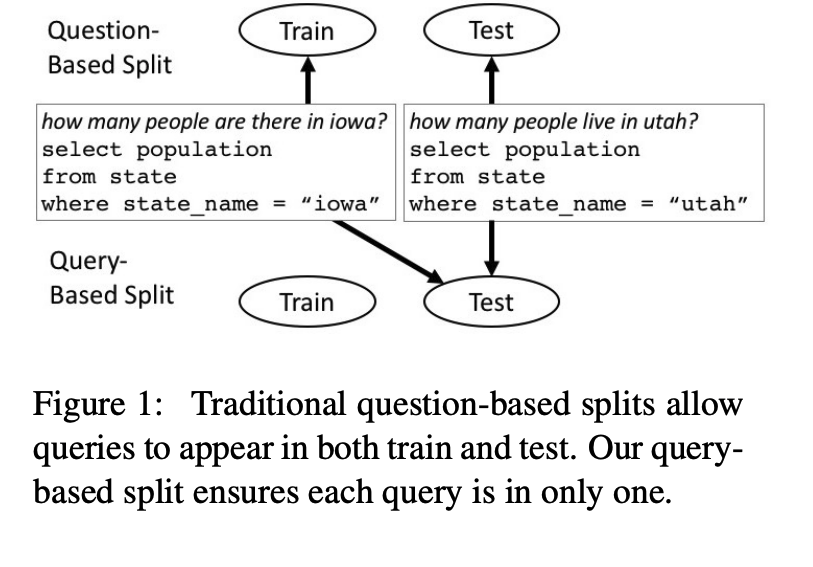 Question-
Based Split
Train
Test
how many people are there in iowa?
select population
from state
where state_name = “iowa”
how many people live in utah?
select population
from state
where state_name = “utah”
Query-
Based Split
Train
Test
Figure 1: Traditional question-based splits allow
queries to appear in both train and test. Our query-
based split ensures each query is in only one.